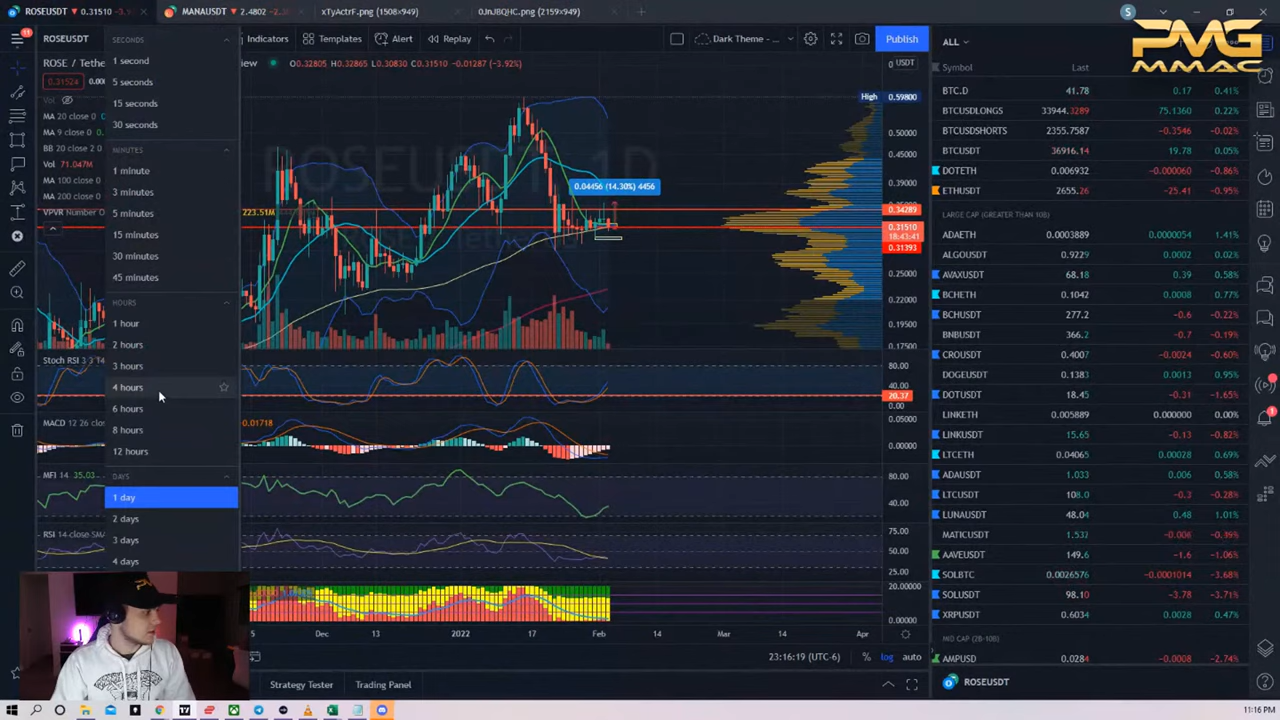 ROSEUSDT ▼ 0.31510 -3.9
MANAUSDT ▼ 2.4802 -2.
xTyActrF.png (1508×949)
0JnJBQHC.png (2159×949)
S
PMG
MMAC
11
ROSEUSDT
Indicators
Templates
Alert
Replay
Dark Theme -
Publish
ALL
ROSE / Tether
iew
O0.32805 H0.32865 L0.30830 C0.31510 -0.01287 (-3.92%)
USDT
0.31524
0.000
Vol
MA 20 close 0
MA 9 close 0
BB 20 close 2 0
Vol 71.047M
MA 100 close 0
MA 200 close 0
VPVR Number O
223.51M
SECONDS
1 second
5 seconds
15 seconds
30 seconds
MINUTES
1 minute
3 minutes
5 minutes
15 minutes
30 minutes
45 minutes
HOURS
1 hour
2 hours
3 hours
4 hours
6 hours
8 hours
12 hours
DAYS
1 day
2 days
3 days
4 days
ROSEUSDT 1D
0.04456 (14.30%) 4456
High
0.59800
0.50000
0.45000
0.39000
0.34289
0.31510
18:43:41
0.31393
0.25000
0.22000
0.19500
0.17500
Stoch RSI 3 3 14
80.00
40.00
20.37
0.00
MACD 12 26 close
0.01718
0.05000
0.00000
MFI 14 35.03
80.00
40.00
RSI 14 close SMA
75.00
50.00
25.00
20.00000
0.00000
5
Dec
13
2022
17
Feb
14
Mar
14
Apr
23:16:19 (UTC-6)
%
log
auto
Strategy Tester
Trading Panel
Symbol
Last
BTC.D 41.78 0.17 0.41%
BTCUSDLONGS 33944.3289 75.1360 0.22%
BTCUSDSHORTS 2355.7587 -0.3546 -0.02%
BTCUSDT 36916.14 19.78 0.05%
DOTETH 0.006932 -0.000060 -0.86%
ETHUSDT 2655.26 -25.41 -0.95%
LARGE CAP (GREATER THAN 10B)
ADAETH 0.0003889 0.0000054 1.41%
ALGOUSDT 0.9229 0.0002 0.02%
AVAXUSDT 68.18 0.39 0.58%
BCHETH 0.1042 0.0008 0.77%
BCHUSDT 277.2 -0.6 -0.22%
BNBUSDT 366.2 -0.7 -0.19%
CROUSDT 0.4007 -0.0024 -0.60%
DOGEUSDT 0.1383 0.0013 0.95%
DOTUSDT 18.45 -0.31 -1.65%
LINKETH 0.005889 0.000000 0.00%
LINKUSDT 15.65 -0.13 -0.82%
LTCETH 0.04065 0.00028 0.69%
ADAUSDT 1.033 0.006 0.58%
LTCUSDT 108.0 -0.3 -0.28%
LUNAUSDT 48.04 0.48 1.01%
MATICUSDT 1.532 -0.006 -0.39%
AAVEUSDT 149.6 -1.6 -1.06%
SOLBTC 0.0026576 -0.0001014 -3.68%
SOLUSDT 98.10 -3.78 -3.71%
XRPUSDT 0.6034 0.0028 0.47%
MID CAP (2B-10B)
AMPUSD 0.0284 -0.0008 -2.74%
ROSEUSDT
11:16 PM